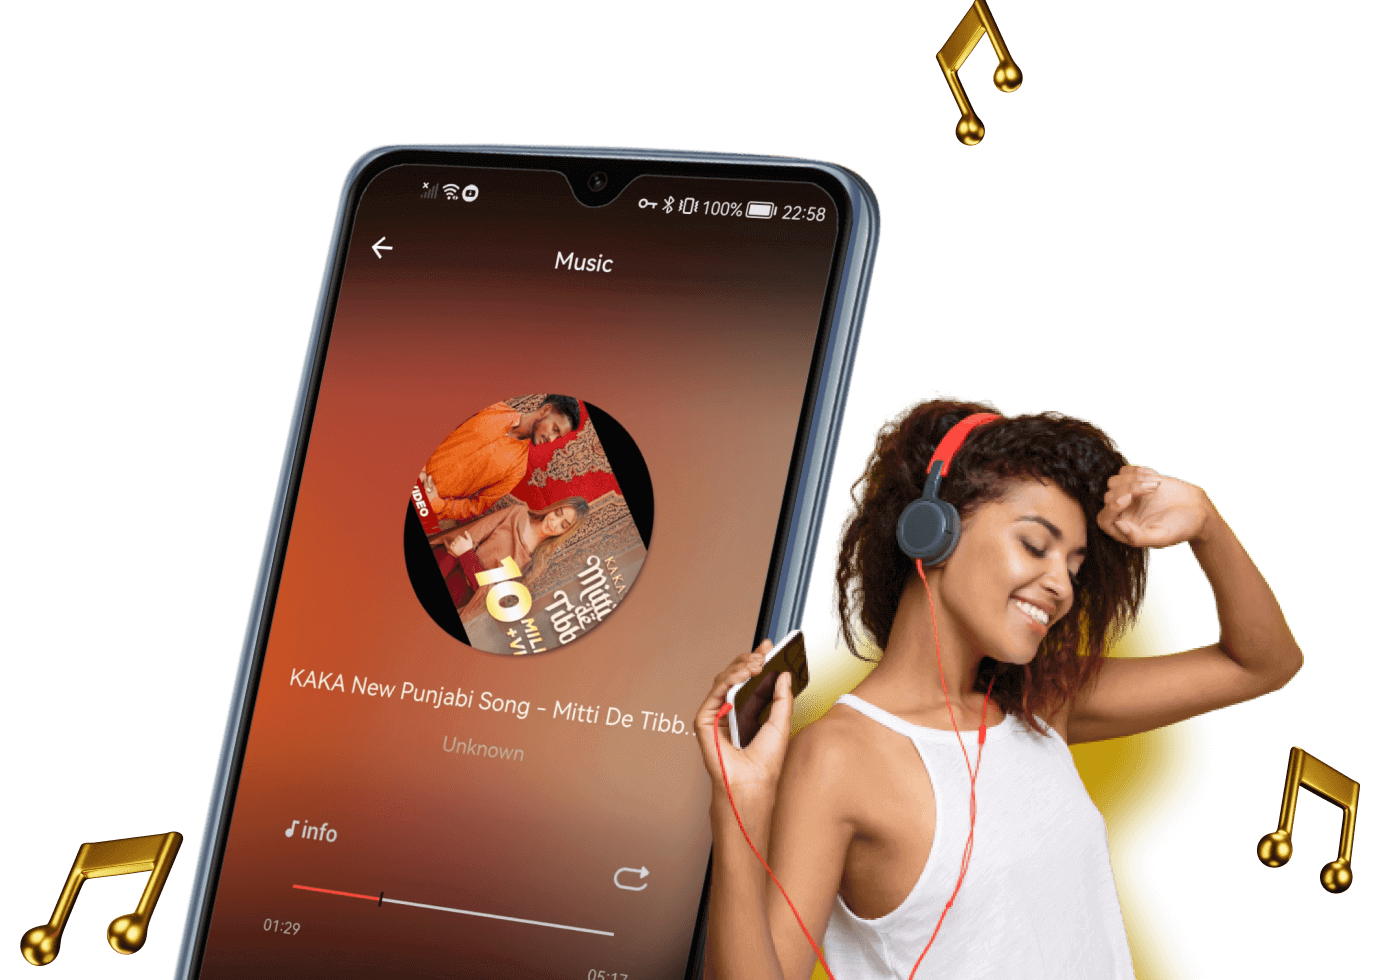 100% 22:58
Music
VIDEO
10
MILL
+VI
KAKA
Mitti
de
Tibb
KAKA New Punjabi Song - Mitti De Tibb...
Unknown
info
01:29
05:17